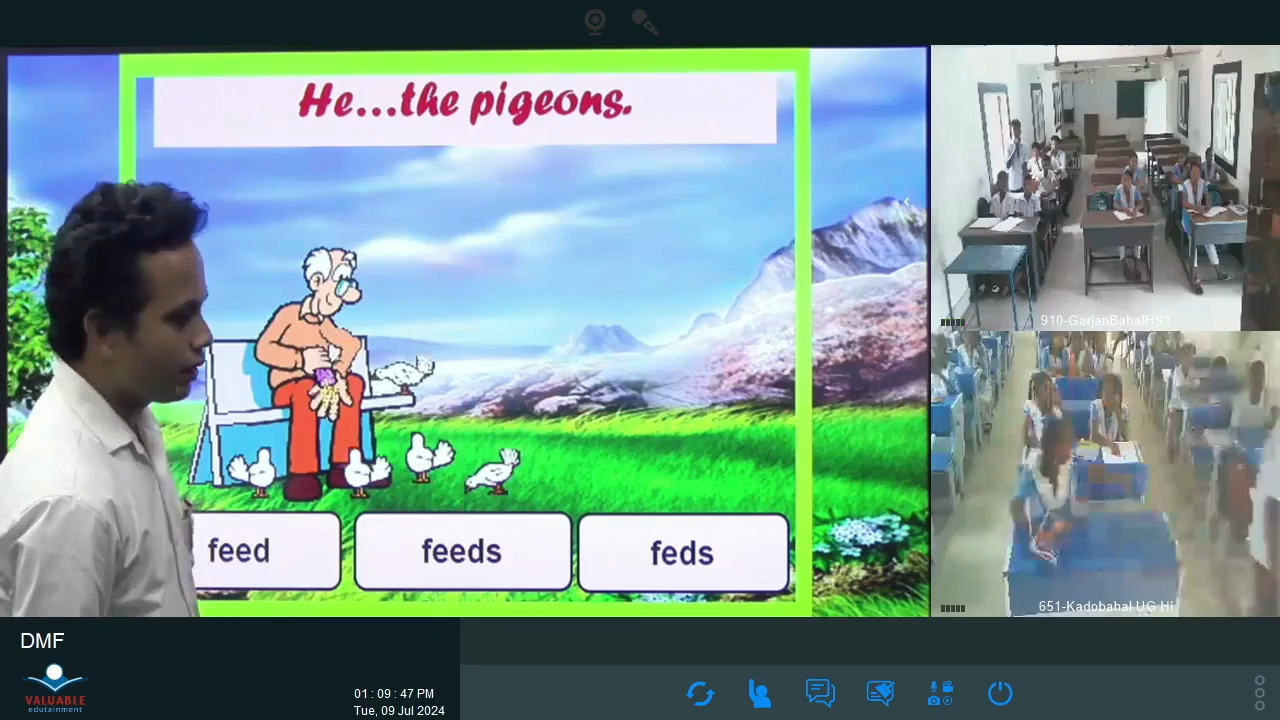 He...the pigeons.
feed
feeds
feds
910-GarjanBahalHS1
651-Kadobahal UG Hi
DMF
VALUABLE
edutainment
01 : 09 : 47 PM
Tue, 09 Jul 2024